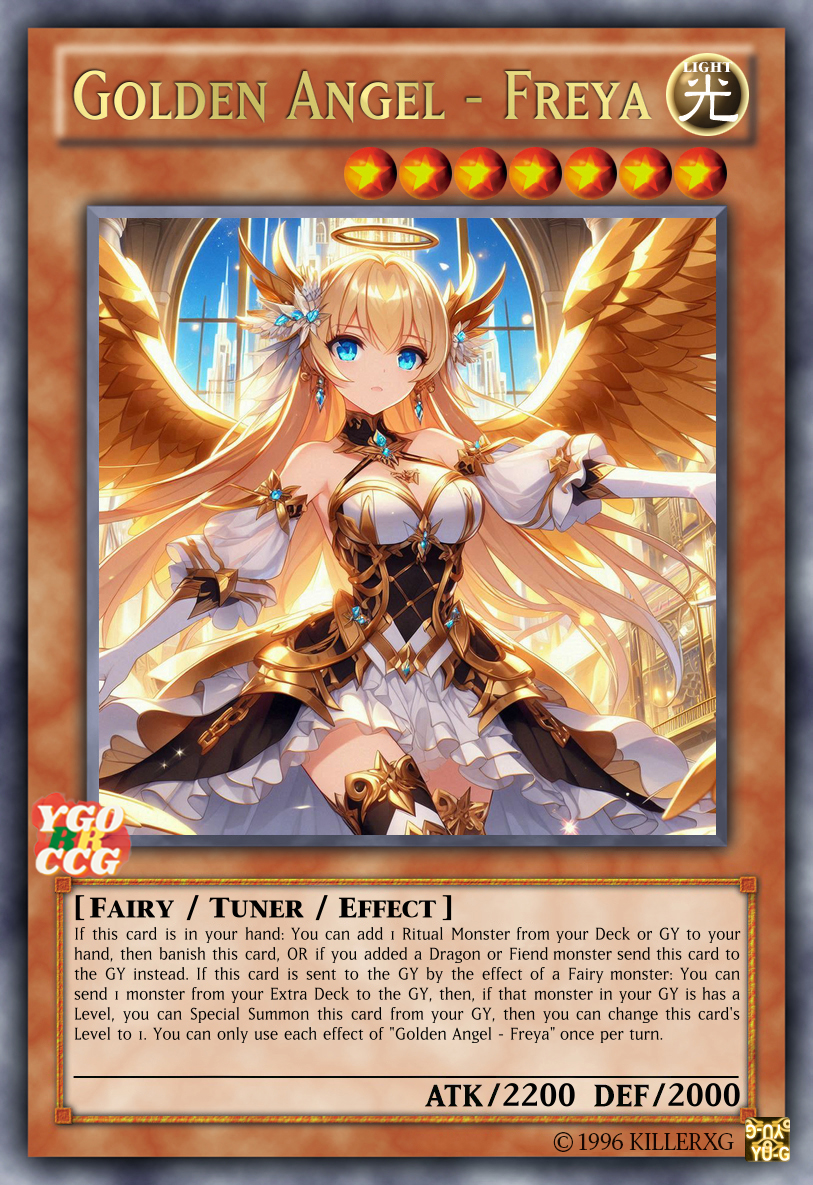 Golden Angel - Freya
LIGHT
光
YGO
BR
CCG
[ Fairy / Tuner / Effect ]
If this card is in your hand: You can add 1 Ritual Monster from your Deck or GY to your
hand, then banish this card, OR if you added a Dragon or Fiend monster send this card to
the GY instead. If this card is sent to the GY by the effect of a Fairy monster: You can
send 1 monster from your Extra Deck to the GY, then, if that monster in your GY is has a
Level, you can Special Summon this card from your GY, then you can change this card's
Level to 1. You can only use each effect of "Golden Angel - Freya" once per turn.
ATK/2200 DEF/2000
© 1996 KILLERXG
YU-G